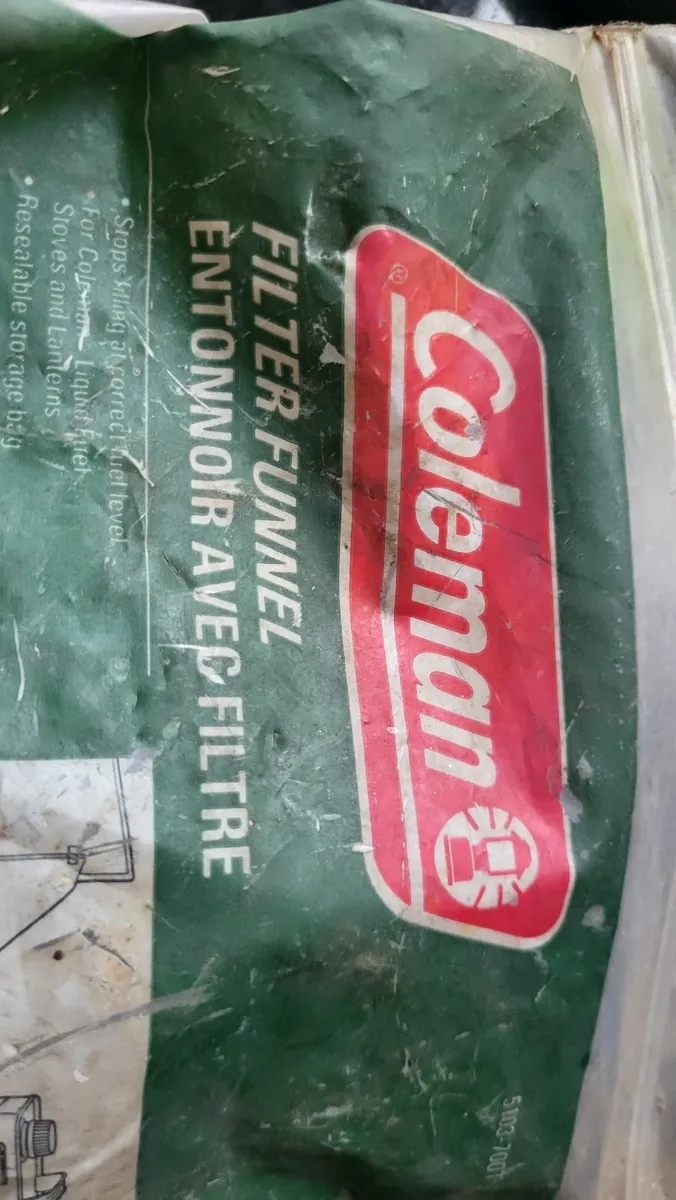 Coleman
®
FILTER FUNNEL
ENTONNOIR AVEC FILTRE
• Stops filling at correct fuel level
• For Coleman Liquid Fuel
Stoves and Lanterns
• Resealable storage bag